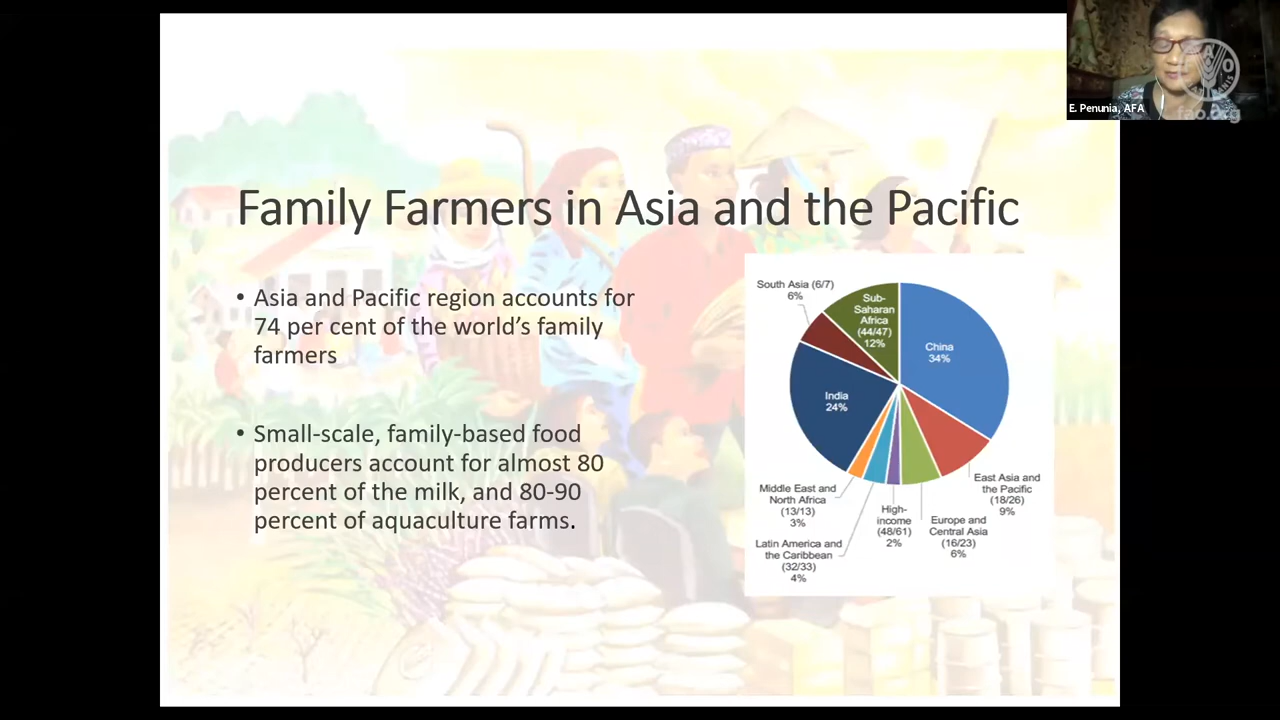 E. Penunia, AFA
FAO
fao.org
Family Farmers in Asia and the Pacific
• Asia and Pacific region accounts for
74 per cent of the world's family
farmers
• Small-scale, family-based food
producers account for almost 80
percent of the milk, and 80-90
percent of aquaculture farms.
South Asia (6/7)
6%
Sub-
Saharan
Africa
(44/47)
12%
China
34%
India
24%
East Asia and
the Pacific
(18/26)
9%
Middle East and
North Africa
(13/13)
3%
High-
income
(48/61)
2%
Europe and
Central Asia
(16/23)
6%
Latin America and
the Caribbean
(32/33)
4%